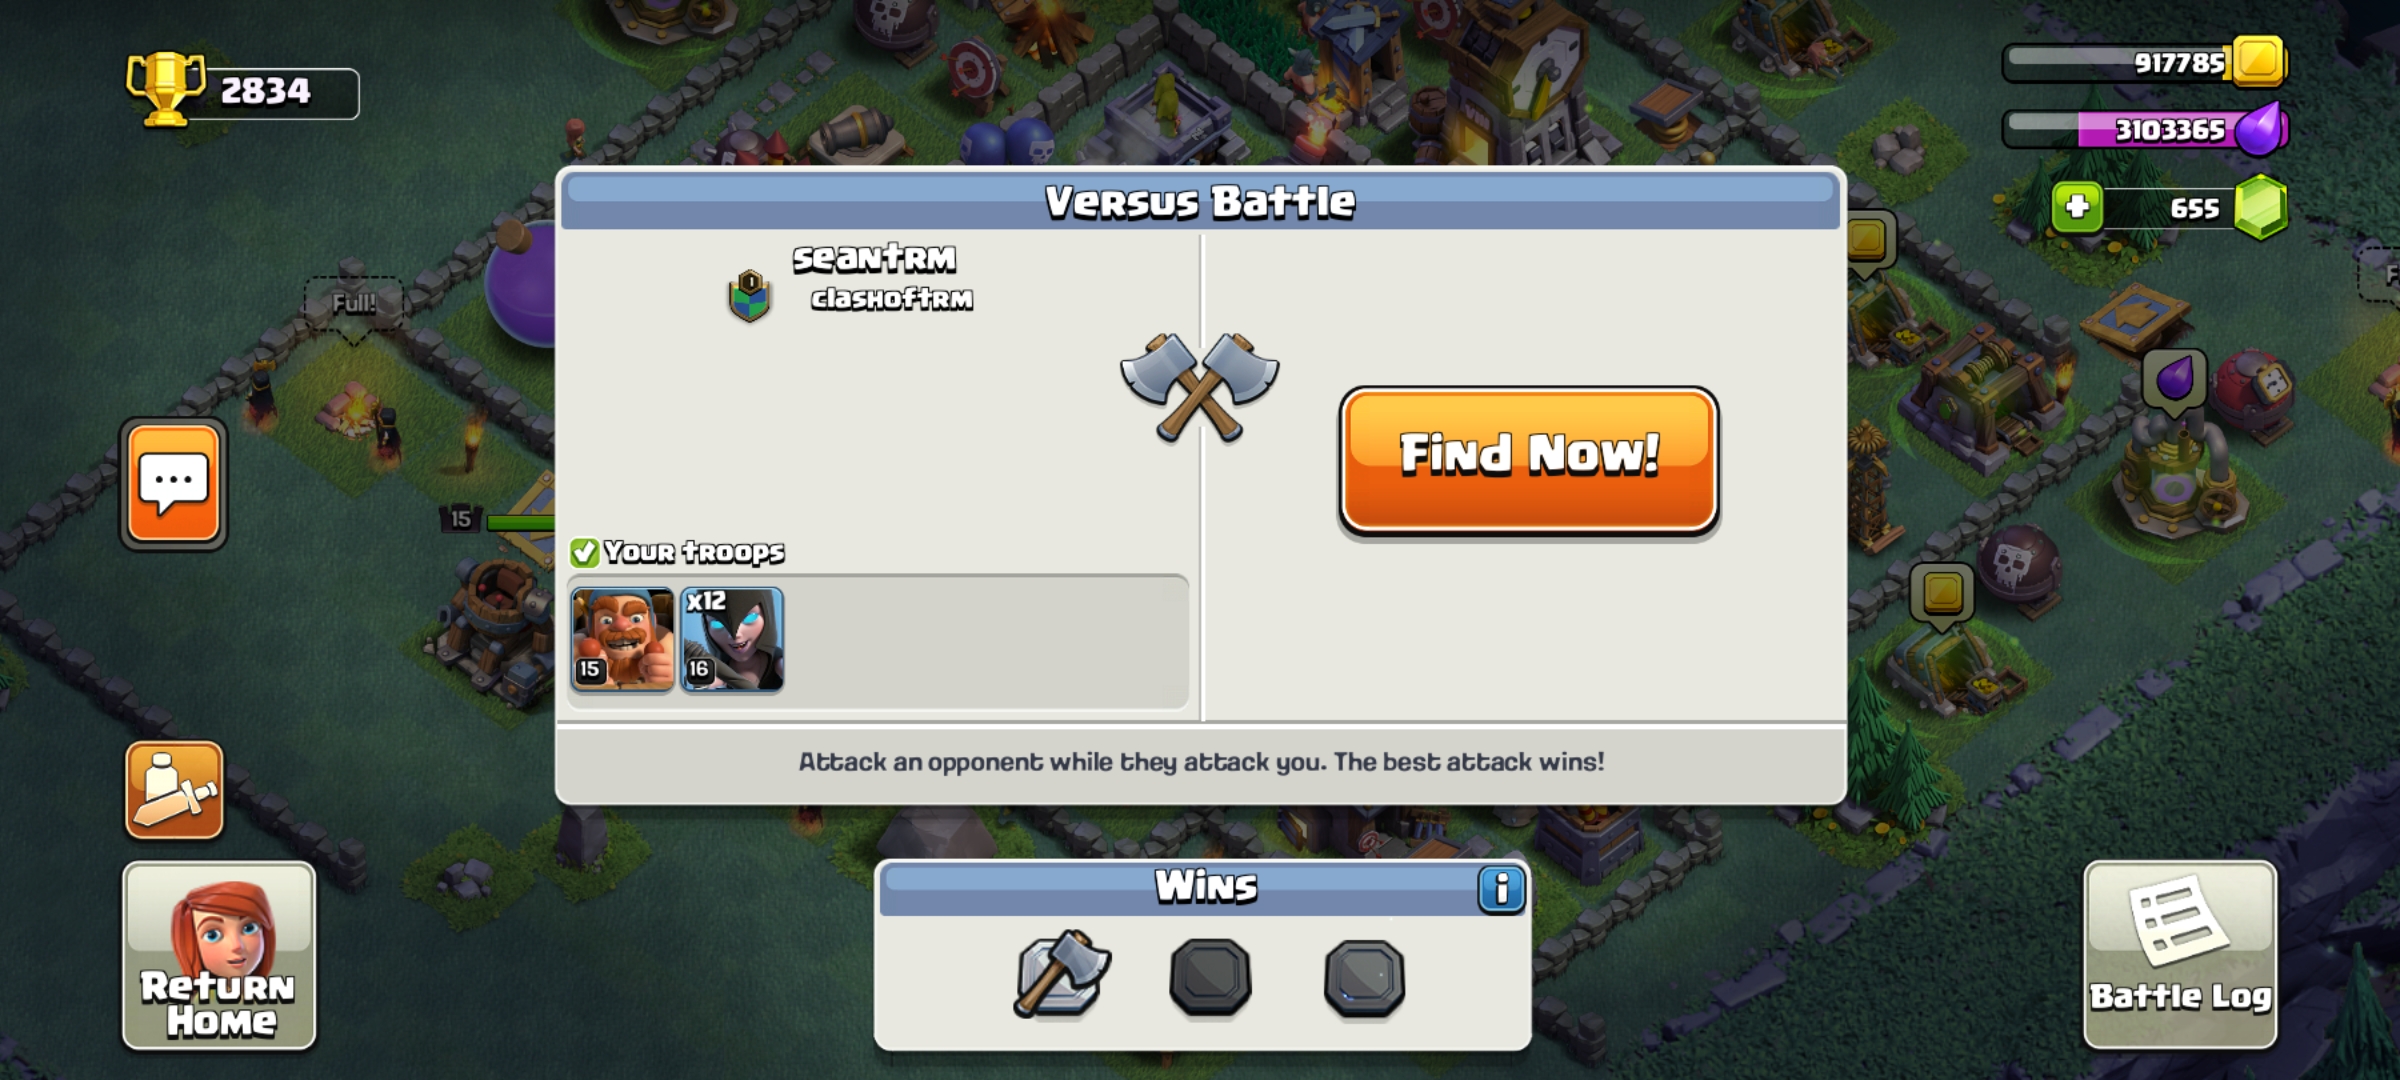 2834
917785
3103365
655
Versus Battle
seantrm
clashoftrm
Full!
Find Now!
15
Your troops
x12
15
16
Attack an opponent while they attack you. The best attack wins!
Wins
i
Return
Home
Battle Log